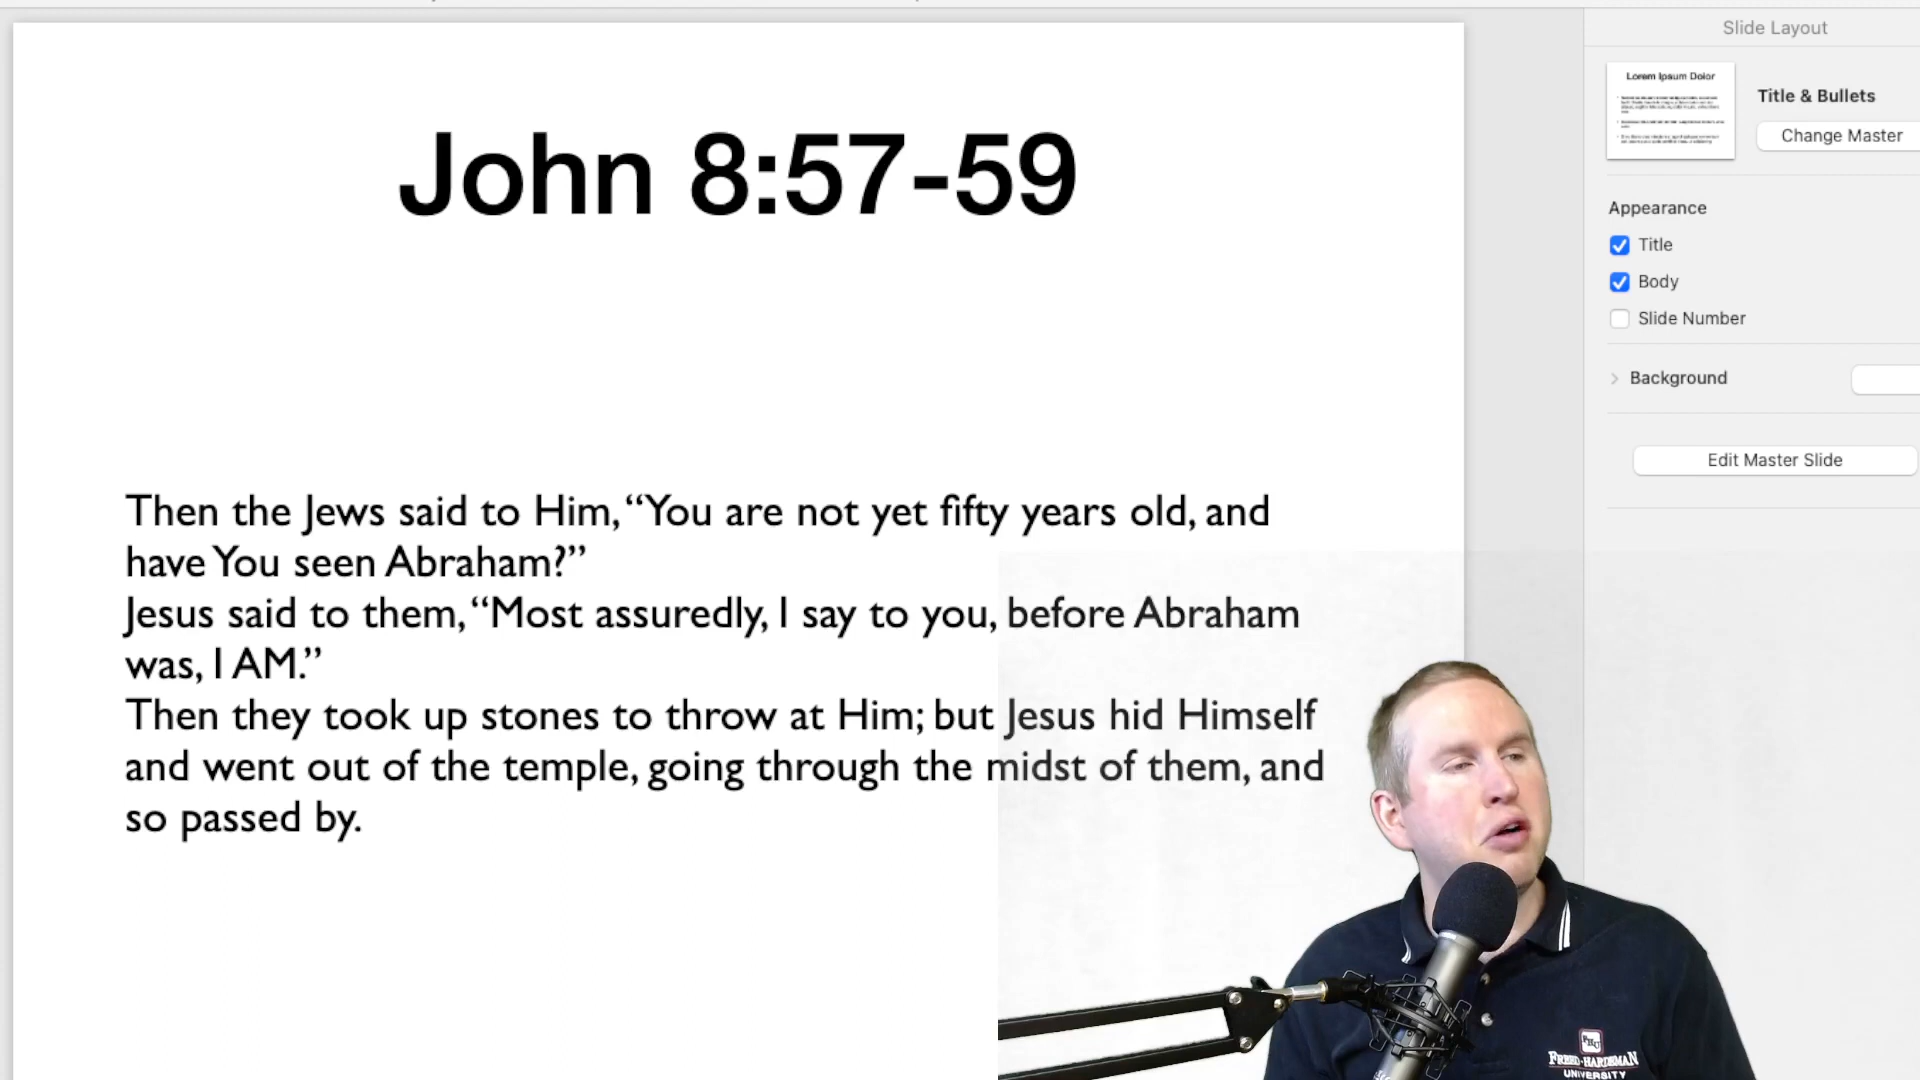 Slide Layout
Lorem Ipsum Dolor
Title & Bullets
Change Master
John 8:57-59
Appearance
Title
Body
Slide Number
Background
Edit Master Slide
Then the Jews said to Him, “You are not yet fifty years old, and
have You seen Abraham?”
Jesus said to them, “Most assuredly, I say to you, before Abraham
was, I AM.”
Then they took up stones to throw at Him; but Jesus hid Himself
and went out of the temple, going through the midst of them, and
so passed by.
FHU
FREED-HARDEMAN
UNIVERSITY